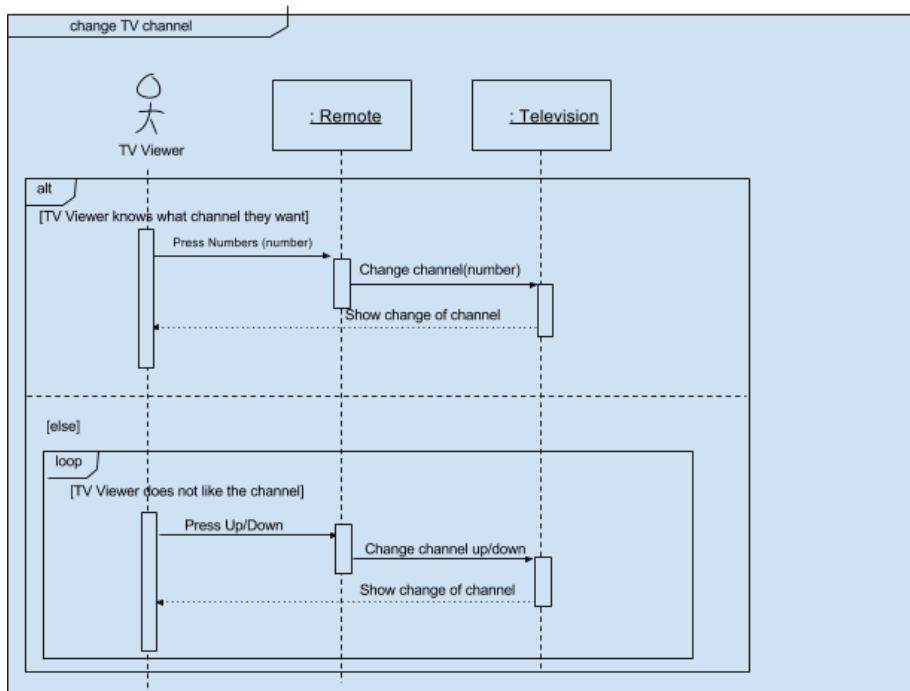 change TV channel
: Remote
: Television
TV Viewer
alt
[TV Viewer knows what channel they want]
Press Numbers (number)
Change channel(number)
Show change of channel
[else]
loop
[TV Viewer does not like the channel]
Press Up/Down
Change channel up/down
Show change of channel